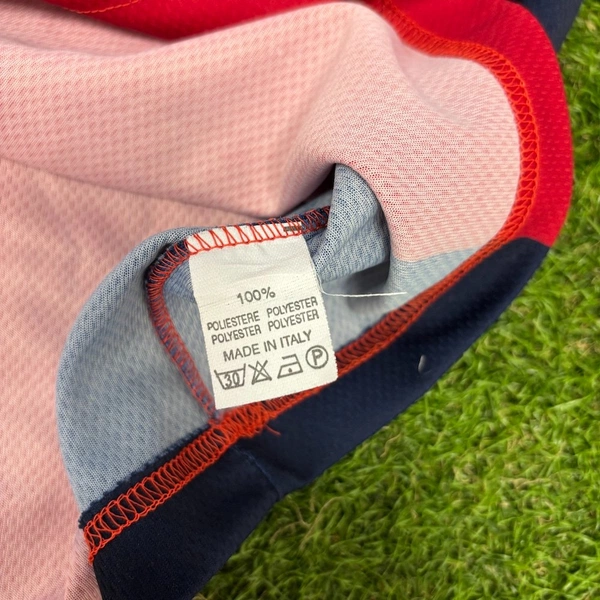 100%
POLIESTERE POLYESTER
POLYESTER POLYESTER
MADE IN ITALY
30 P